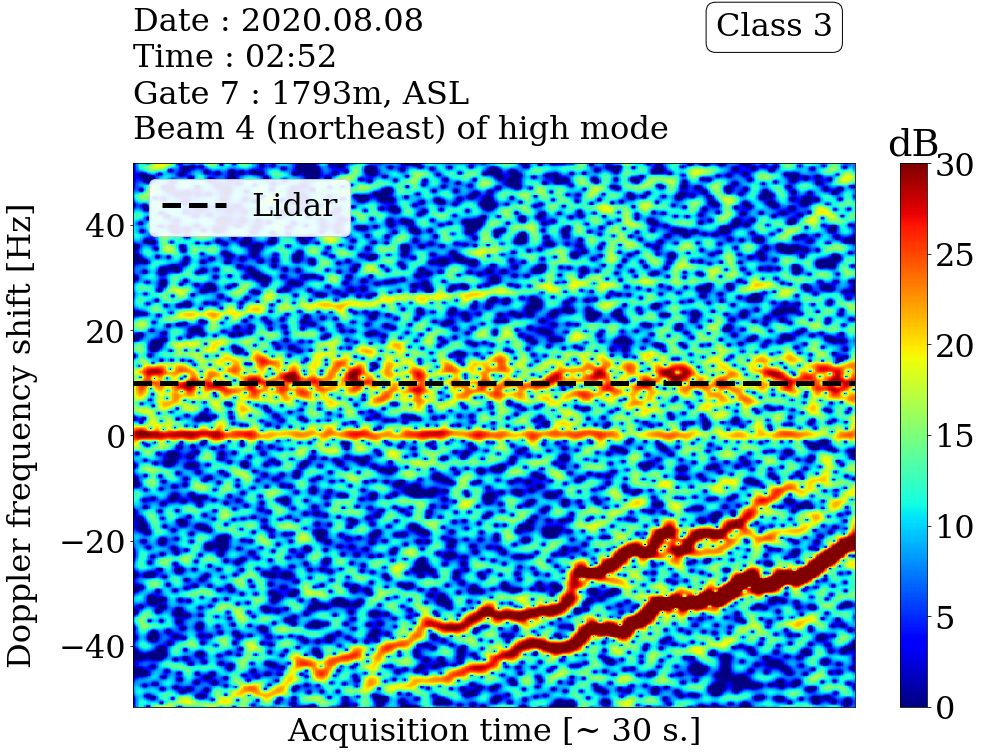 Date : 2020.08.08
Time : 02:52
Gate 7 : 1793m, ASL
Beam 4 (northeast) of high mode
Class 3
dB
Lidar
Doppler frequency shift [Hz]
40
20
0
−20
−40
Acquisition time [~ 30 s.]
30
25
20
15
10
5
0